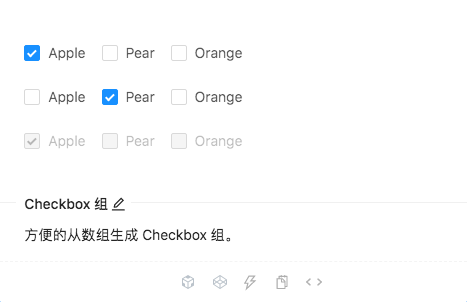 Apple Pear Orange
Apple Pear Orange
Apple Pear Orange
Checkbox 组
方便的从数组生成 Checkbox 组。